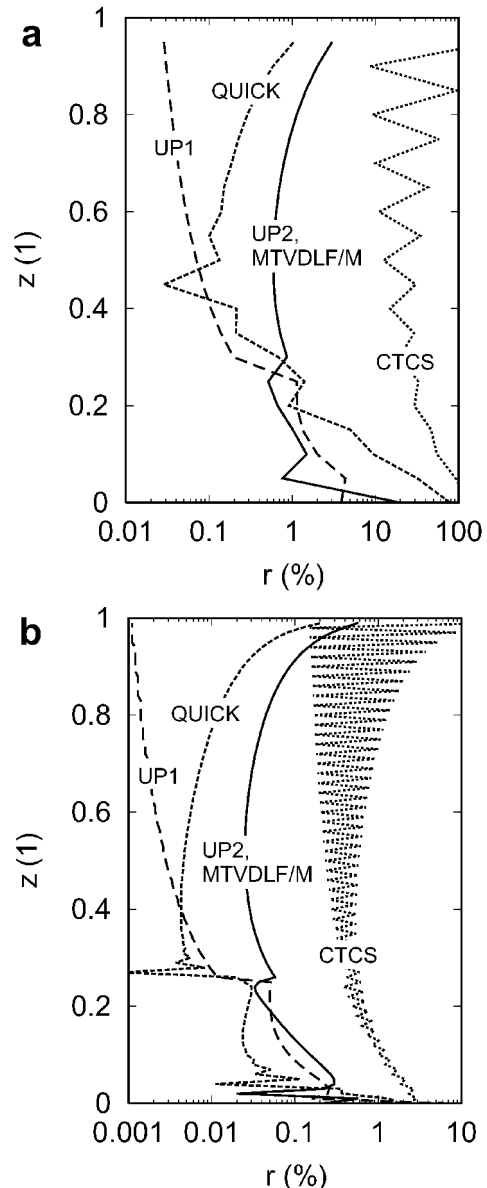 a
1
0.8
0.6
0.4
0.2
0
z (1)
QUICK
UP1
UP2,
MTVDLF/M
CTCS
0.01 0.1 1 10 100
r (%)
b
1
0.8
0.6
0.4
0.2
0
z (1)
QUICK
UP1
UP2,
MTVDLF/M
CTCS
0.001 0.01 0.1 1 10
r (%)